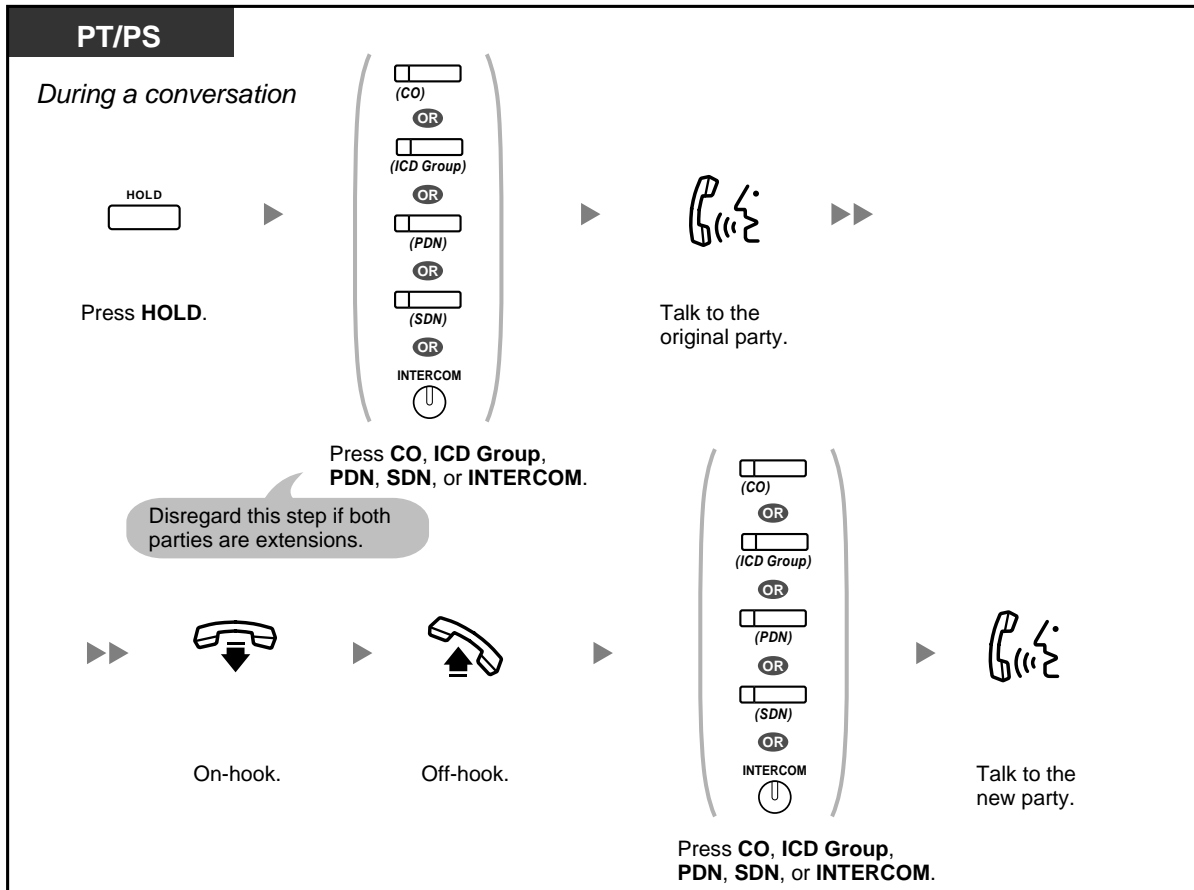 PT/PS
During a conversation
HOLD
Press HOLD.
(CO)
OR
(ICD Group)
OR
(PDN)
OR
(SDN)
OR
INTERCOM
Press CO, ICD Group,
PDN, SDN, or INTERCOM.
Disregard this step if both
parties are extensions.
Talk to the
original party.
On-hook.
Off-hook.
(CO)
OR
(ICD Group)
OR
(PDN)
OR
(SDN)
OR
INTERCOM
Press CO, ICD Group,
PDN, SDN, or INTERCOM.
Talk to the
new party.